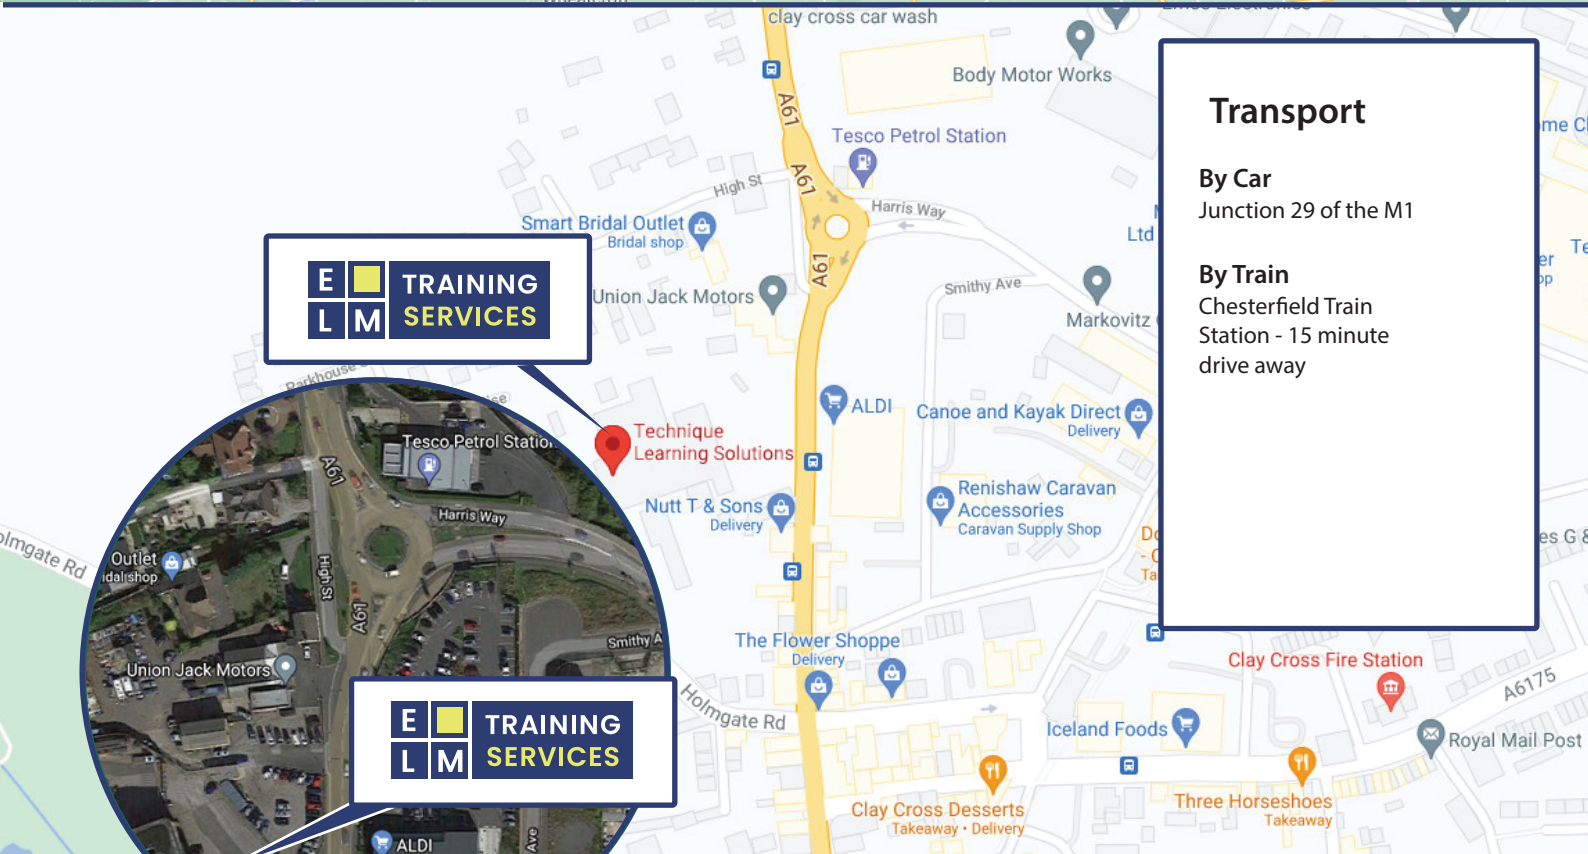 clay cross car wash
Body Motor Works
A61
Tesco Petrol Station
A61
High St
Harris Way
Smart Bridal Outlet
Bridal shop
A61
Union Jack Motors
Smithy Ave
Markovitz
Ltd
E
L M
TRAINING
SERVICES
Transport
By Car
Junction 29 of the M1
By Train
Chesterfield Train
Station - 15 minute
drive away
ALDI
Canoe and Kayak Direct
Delivery
Technique
Learning Solutions
Nutt T & Sons
Delivery
Renishaw Caravan
Accessories
Caravan Supply Shop
The Flower Shoppe
Delivery
Holmgate Rd
Clay Cross Fire Station
A6175
Iceland Foods
Royal Mail Post
Clay Cross Desserts
Takeaway • Delivery
Three Horseshoes
Takeaway
Tesco Petrol Station
A61
Harris Way
Outlet
High St
A61
Smithy A
Union Jack Motors
E
L M
TRAINING
SERVICES
ALDI
Ave